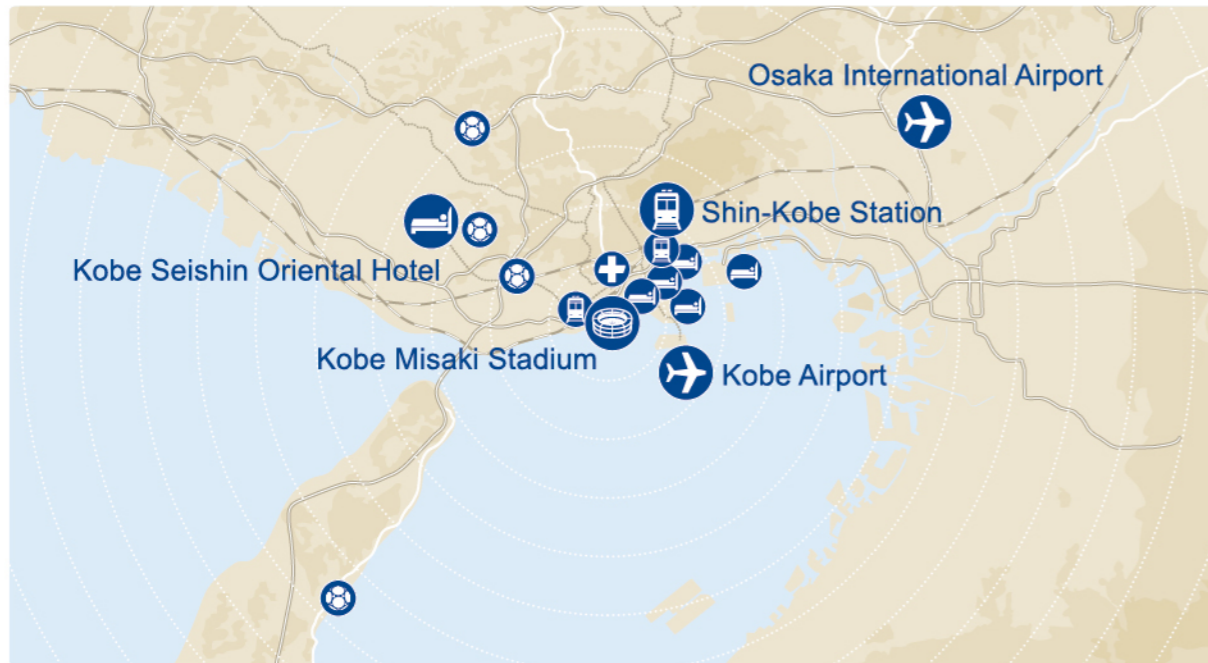 Osaka International Airport
Shin-Kobe Station
Kobe Seishin Oriental Hotel
Kobe Misaki Stadium
Kobe Airport